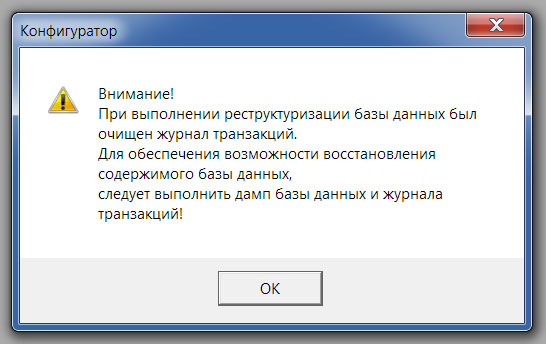 Конфигуратор
Внимание!
При выполнении реструктуризации базы данных был
очищен журнал транзакций.
Для обеспечения возможности восстановления
содержимого базы данных,
следует выполнить дамп базы данных и журнала
транзакций!
OK